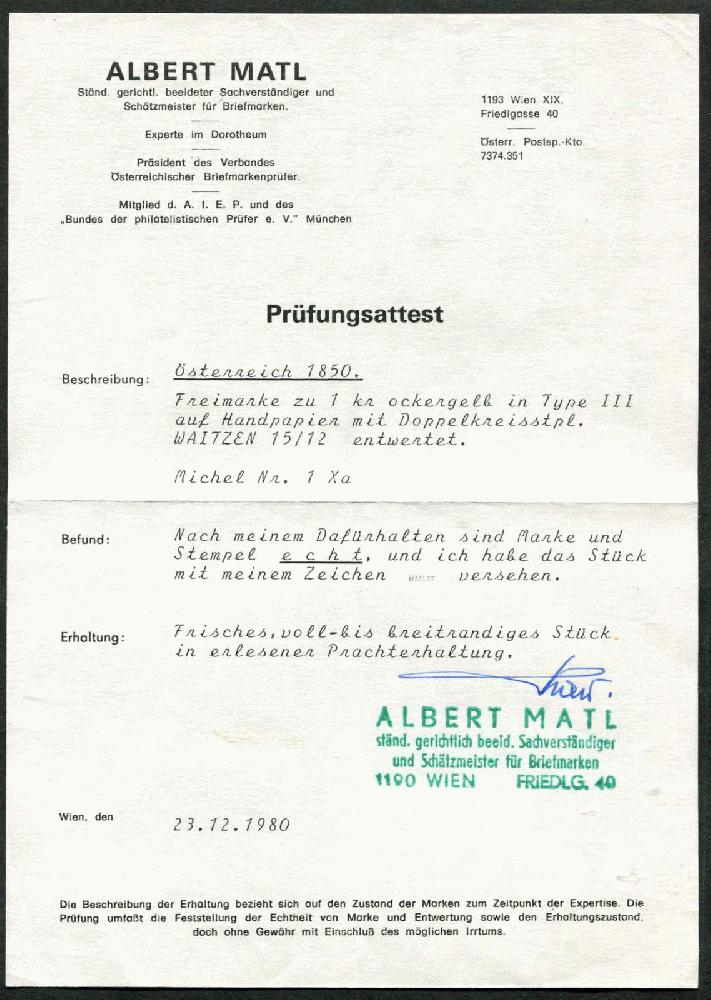 ALBERT MATL
Ständ. gerichtl. beeideter Sachverständiger und
Schätzmeister für Briefmarken.
Experte im Dorotheum
Präsident des Verbandes
Österreichischer Briefmarkenprüfer.
Mitglied d. A. I. E. P. und des
„Bundes der philatelistischen Prüfer e. V." München
1193 Wien XIX,
Friedlgasse 40
Österr. Postsp.-Kto.
7374.351
Prüfungsattest
Beschreibung: Österreich 1850.
Freimarke zu 1 kr ockergelb in Type III
auf Handpapier mit Doppelkreisstpl.
WAITZEN 15/12 entwertet.
Michel Nr. 1 Xa
Befund: Nach meinem Dafürhalten sind Marke und
Stempel e c h t, und ich habe das Stück
mit meinem Zeichen versehen.
Erhaltung: Frisches, voll-bis breitrandiges Stück
in erlesener Prachterhaltung.
ALBERT MATL
ständ. gerichtlich beeid. Sachverständiger
und Schätzmeister für Briefmarken
1190 WIEN FRIEDLG. 40
Wien, den 23.12.1980
Die Beschreibung der Erhaltung bezieht sich auf den Zustand der Marken zum Zeitpunkt der Expertise. Die
Prüfung umfaßt die Feststellung der Echtheit von Marke und Entwertung sowie den Erhaltungszustand,
doch ohne Gewähr mit Einschluß des möglichen Irrtums.